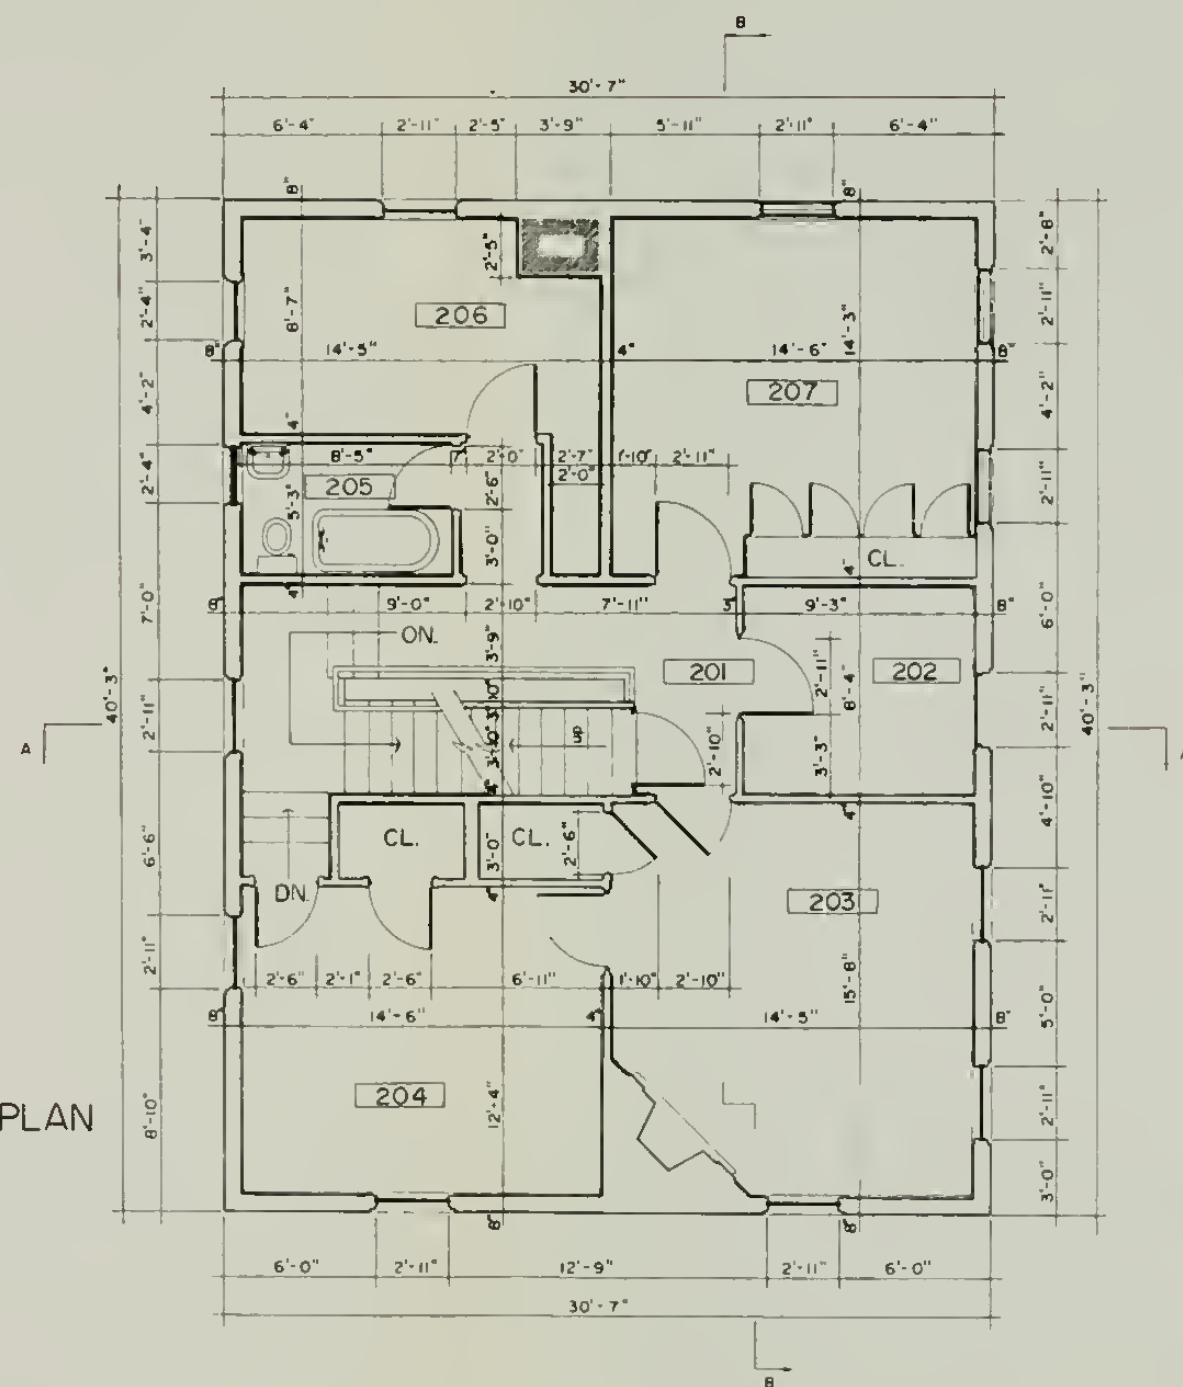 B
30'-7"
6'-4" 2'-11" 2'-5" 3'-9" 5'-11" 2'-11" 6'-4"
8" 8"
3'-4" 2'-5" 2'-8"
2'-4" 8'-7" 206 14'-3" 2'-11"
8" 14'-5" 4" 14'-6" 8"
207
4'-2" 4" 4'-2"
8'-5" 7" 2'-0" 2'-7" 1'-10" 2'-11"
2'-4" 205 2'-6" 2'-0" 2'-11"
5'-3" 3'-0"
CL.
4" 4"
7'-0" 8" 9'-0" 2'-10" 7'-11" 3" 9'-3" 8" 6'-0"
ON. 3'-9"
201 202
40'-3" 10" 2'-11" 8'-4" 40'-3"
2'-11" 3" 2'-11"
A 3'-10" UP 2'-10" 3'-3"
4" 4" 4'-10"
6'-6" CL. CL. 3'-0" 2'-6"
DN. 4" 203 2'-11"
2'-11" 2'-6" 2'-1" 2'-6" 6'-11" 1'-10" 2'-10" 15'-8"
8" 14'-6" 4" 14'-5" 8" 5'-0"
204
PLAN 8'-10" 12'-4" 2'-11"
3'-0"
8" 8"
6'-0" 2'-11" 12'-9" 2'-11" 6'-0"
30'-7"
B